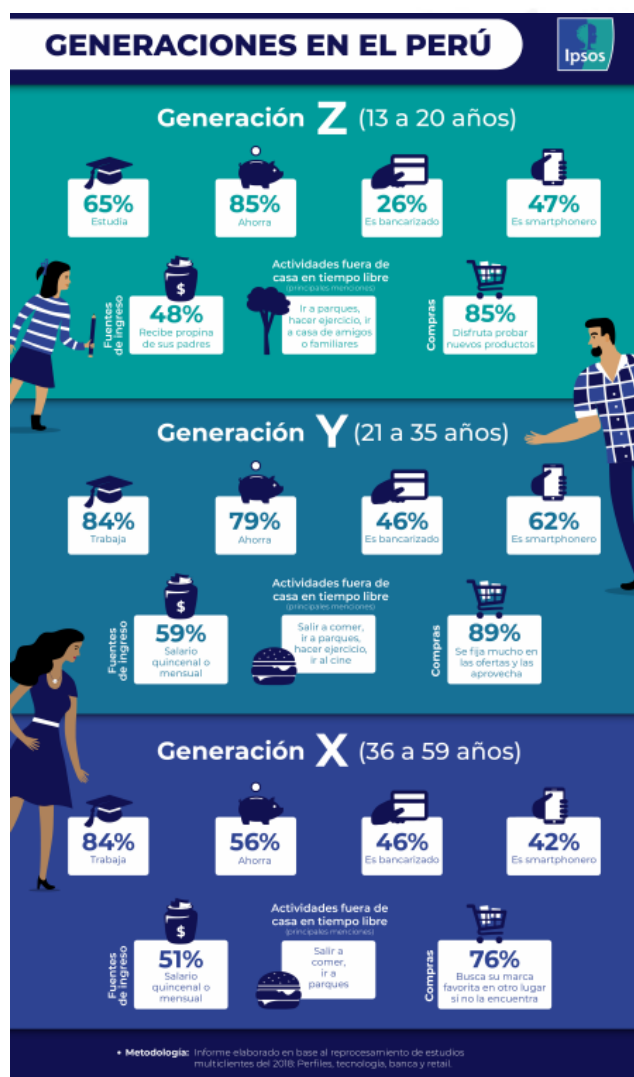 GENERACIONES EN EL PERÚ
Ipsos
Generación Z (13 a 20 años)
65%
Estudia
85%
Ahorra
26%
Es bancarizado
47%
Es smartphonero
Fuentes
de ingreso
$
48%
Recibe propina
de sus padres
Actividades fuera de
casa en tiempo libre
(principales menciones)
Ir a parques,
hacer ejercicio, ir
a casa de amigos
o familiares
Compras
85%
Disfruta probar
nuevos productos
Generación Y (21 a 35 años)
84%
Trabaja
79%
Ahorra
46%
Es bancarizado
62%
Es smartphonero
Fuentes
de ingreso
$
59%
Salario
quincenal o
mensual
Actividades fuera de
casa en tiempo libre
(principales menciones)
Salir a comer,
ir a parques,
hacer ejercicio,
ir al cine
Compras
89%
Se fija mucho en
las ofertas y las
aprovecha
Generación X (36 a 59 años)
84%
Trabaja
56%
Ahorra
46%
Es bancarizado
42%
Es smartphonero
Fuentes
de ingreso
$
51%
Salario
quincenal o
mensual
Actividades fuera de
casa en tiempo libre
(principales menciones)
Salir a
comer,
ir a
parques
Compras
76%
Busca su marca
favorita en otro lugar
si no la encuentra
• Metodología: Informe elaborado en base al reprocesamiento de estudios
multiclientes del 2018: Perfiles, tecnología, banca y retail.